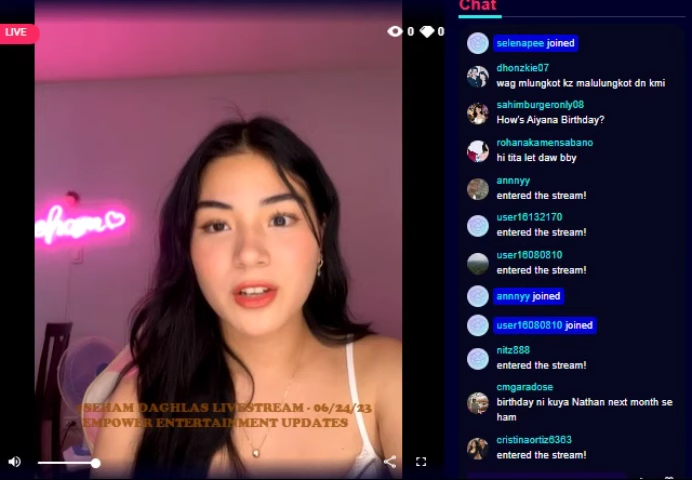 LIVE
0 0
eham
SEHAM DAGHLAS LIVESTREAM - 06/24/23
EMPOWER ENTERTAINMENT UPDATES
Chat
selenapee joined
dhonzkie07
wag mlungkot kz malulungkot dn kmi
sahimburgeronly08
How's Aiyana Birthday?
rohanakamensabano
hi tita let daw bby
annnyy
entered the stream!
user16132170
entered the stream!
user16080810
entered the stream!
annnyy joined
user16080810 joined
nitz888
entered the stream!
cmgaradose
birthday ni kuya Nathan next month se
ham
cristinaortiz6363
entered the stream!